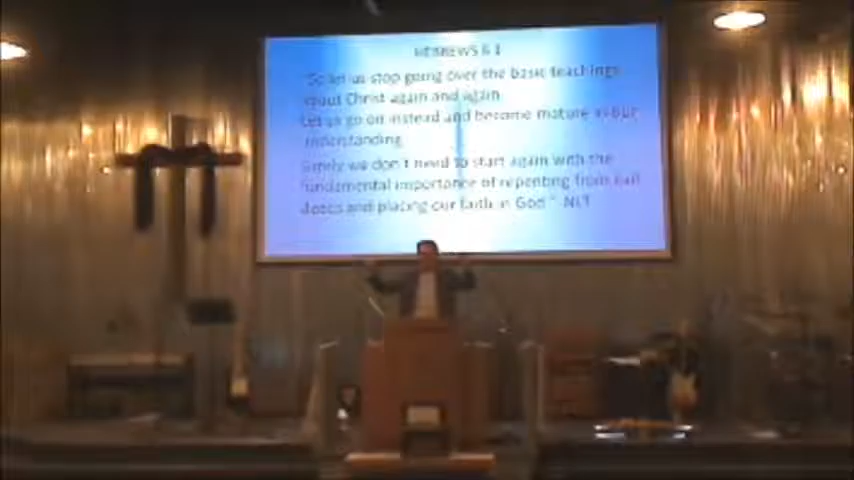 HEBREWS 6 1
"So let us stop going over the basic teachings
about Christ again and again
Let us go on instead and become mature in our
understanding
Surely we don't need to start again with the
fundamental importance of repenting from evil
deeds and placing our faith in God " NLT